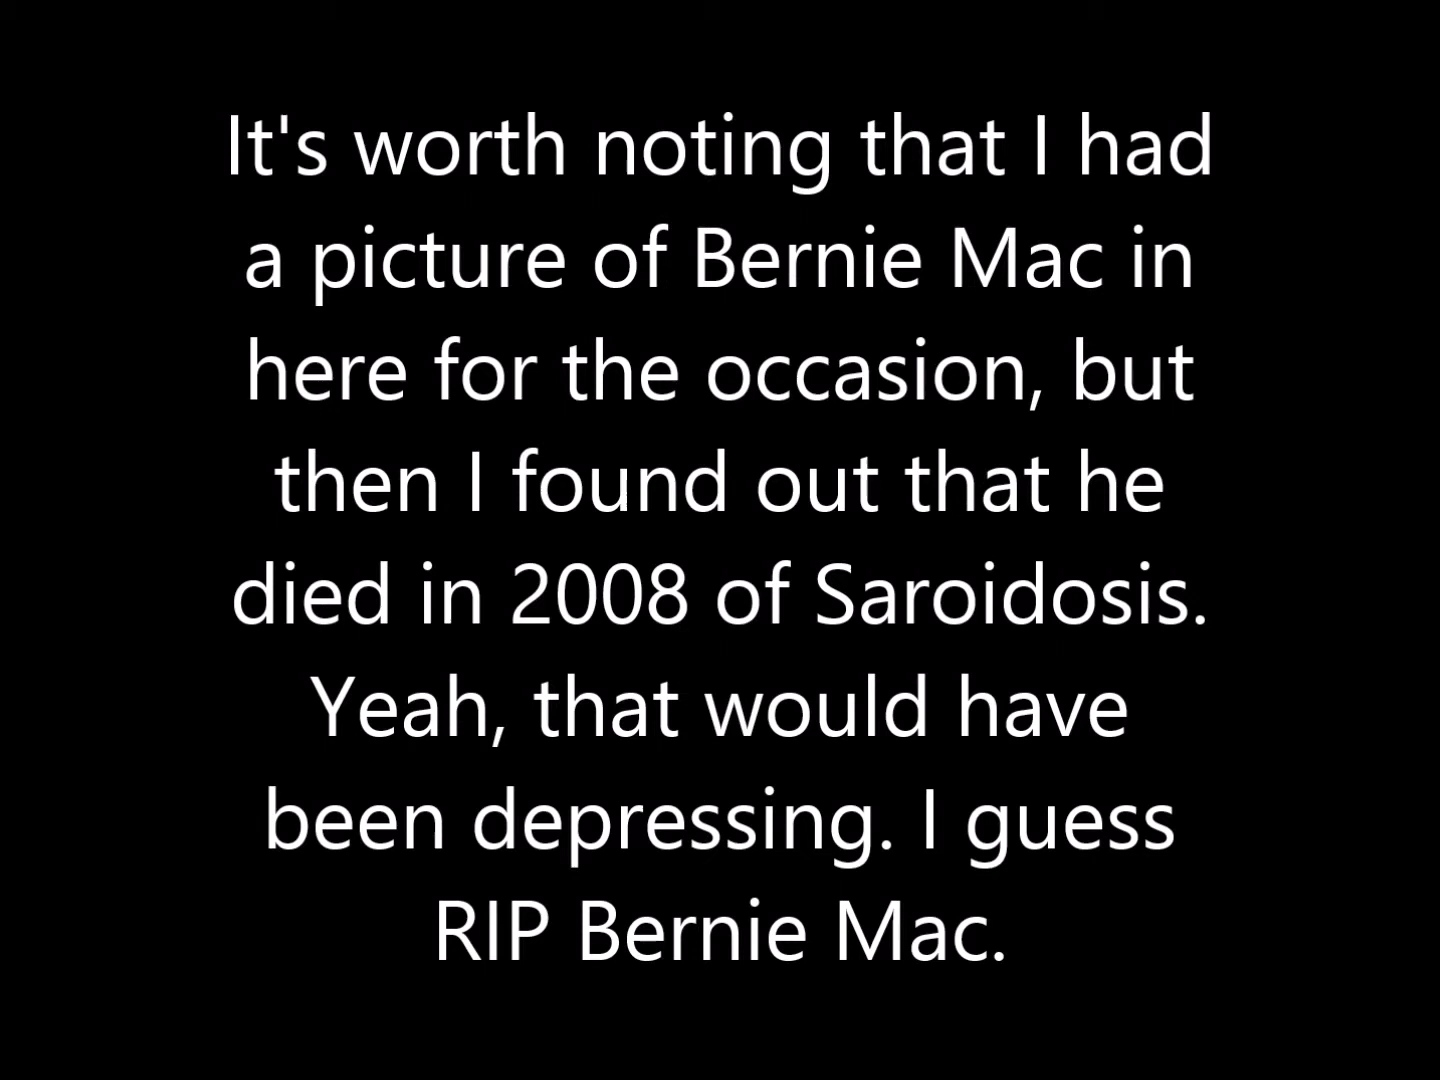 It's worth noting that I had
a picture of Bernie Mac in
here for the occasion, but
then I found out that he
died in 2008 of Saroidosis.
Yeah, that would have
been depressing. I guess
RIP Bernie Mac.